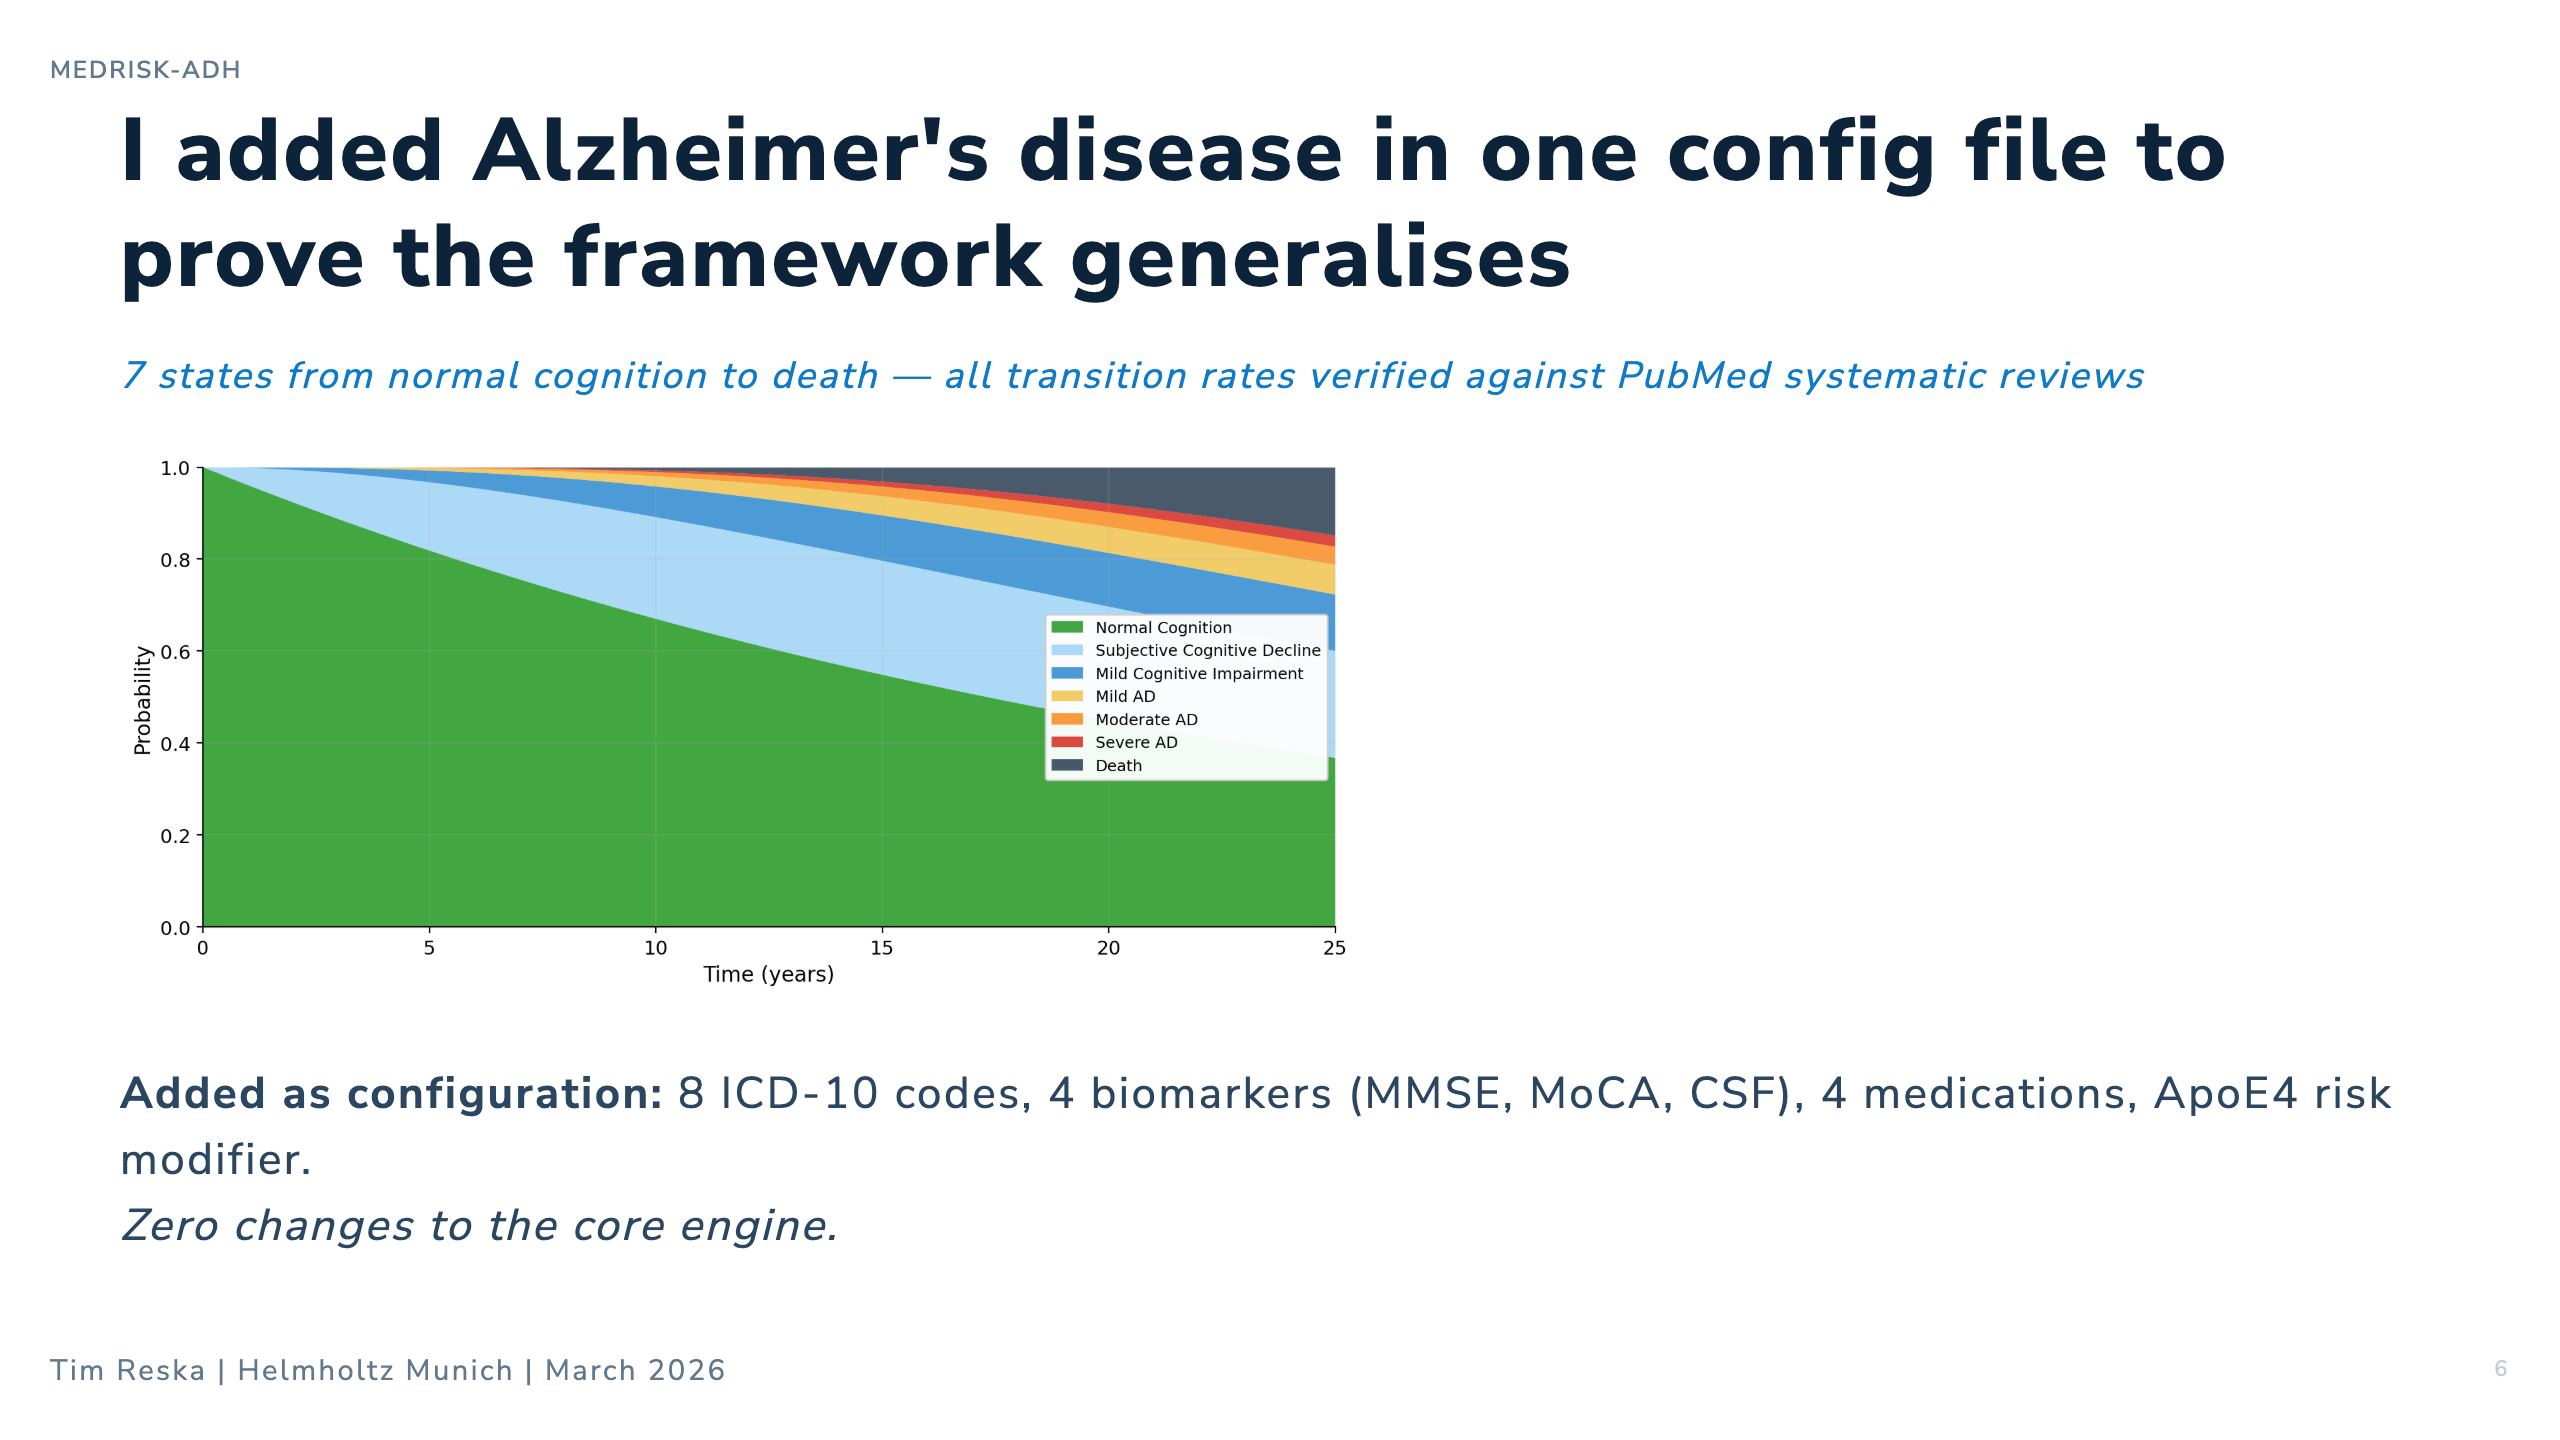 MEDRISK-ADH
I added Alzheimer's disease in one config file to
prove the framework generalises
7 states from normal cognition to death — all transition rates verified against PubMed systematic reviews
1.0
0.8
0.6
0.4
0.2
0.0
Probability
0 5 10 15 20 25
Time (years)
Normal Cognition
Subjective Cognitive Decline
Mild Cognitive Impairment
Mild AD
Moderate AD
Severe AD
Death
Added as configuration: 8 ICD-10 codes, 4 biomarkers (MMSE, MoCA, CSF), 4 medications, ApoE4 risk
modifier.
Zero changes to the core engine.
Tim Reska | Helmholtz Munich | March 2026
6